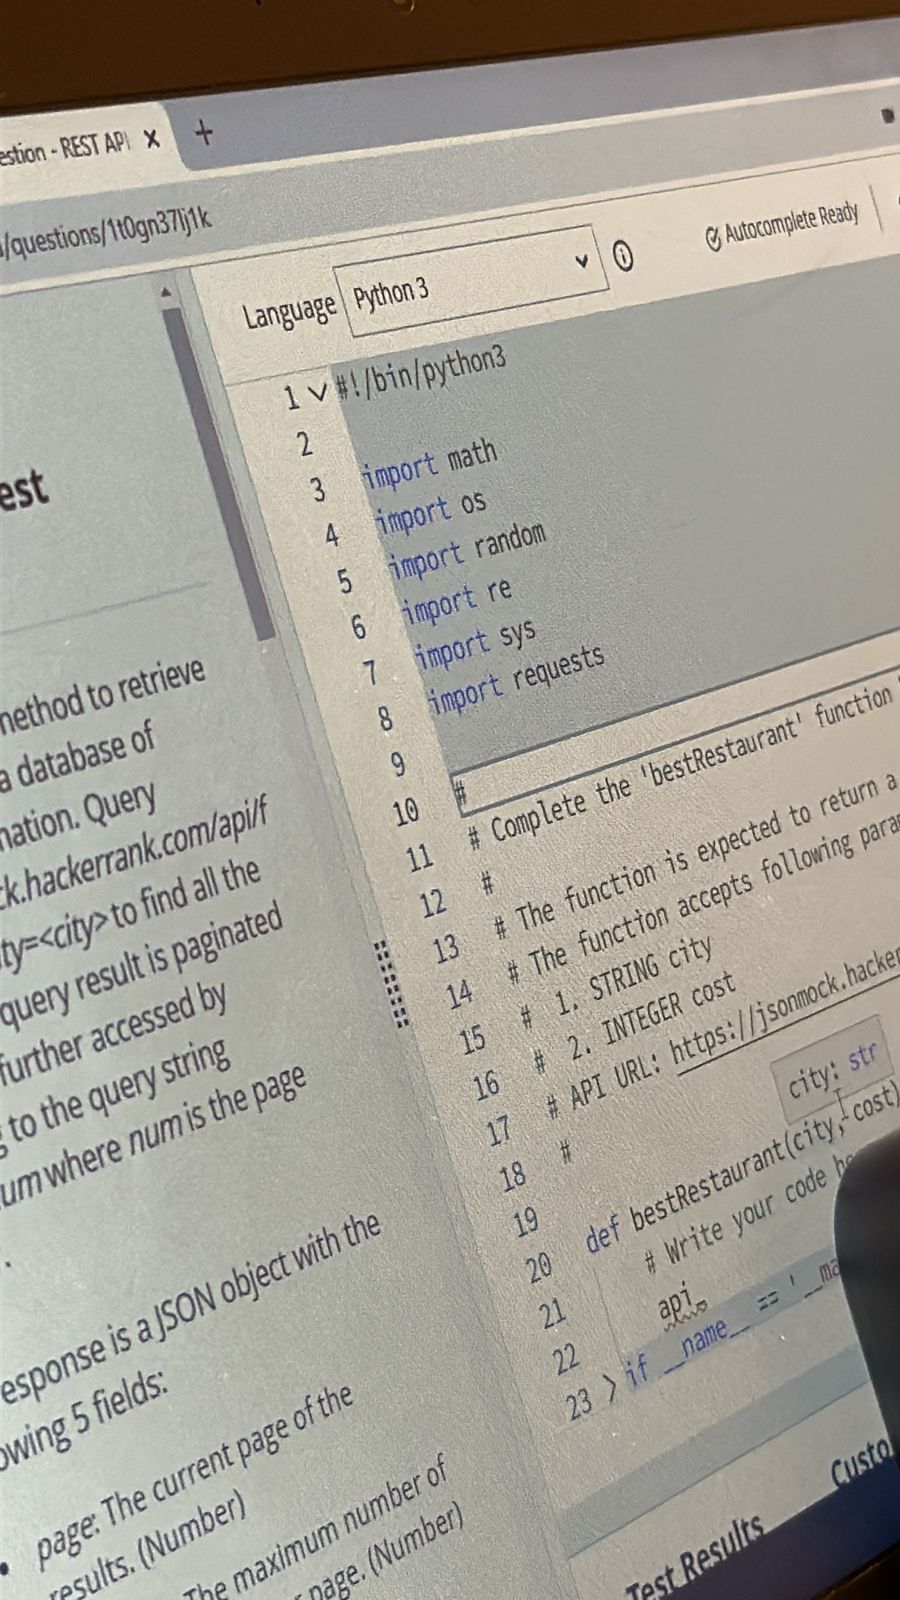 estion - REST API
/questions/1t0gn37lj1k
Language
Python 3
Autocomplete Ready
est
method to retrieve
a database of
Query
ck.hackerrank.com/api/f
ty=<city> to find all the
query result is paginated
further accessed by
to the query string
um where num is the page
.
esponse is a JSON object with the
owing 5 fields:
• page: The current page of the
results. (Number)
The maximum number of
page. (Number)
1 #!/bin/python3
2
3 import math
4 import os
5 import random
6 import re
7 import sys
8 import requests
9
10 #
11 # Complete the 'bestRestaurant' function
12 #
13 # The function is expected to return a
14 # The function accepts following para
15 # 1. STRING city
16 # 2. INTEGER cost
17 # API URL: https://jsonmock.hacker
18 #
city: str
19
20 def bestRestaurant(city, cost)
21 # Write your code he
22 api
23 if __name__ == '__ma
Test Results
Custo